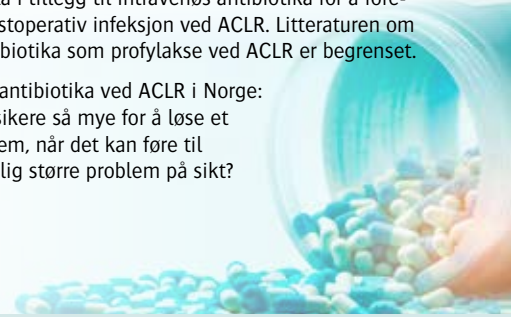 i tillegg til intravenøs antibiotika for å fore-
stoperativ infeksjon ved ACLR. Litteraturen om
biotika som profylakse ved ACLR er begrenset.
antibiotika ved ACLR i Norge:
sikere så mye for å løse et
em, når det kan føre til
lig større problem på sikt?